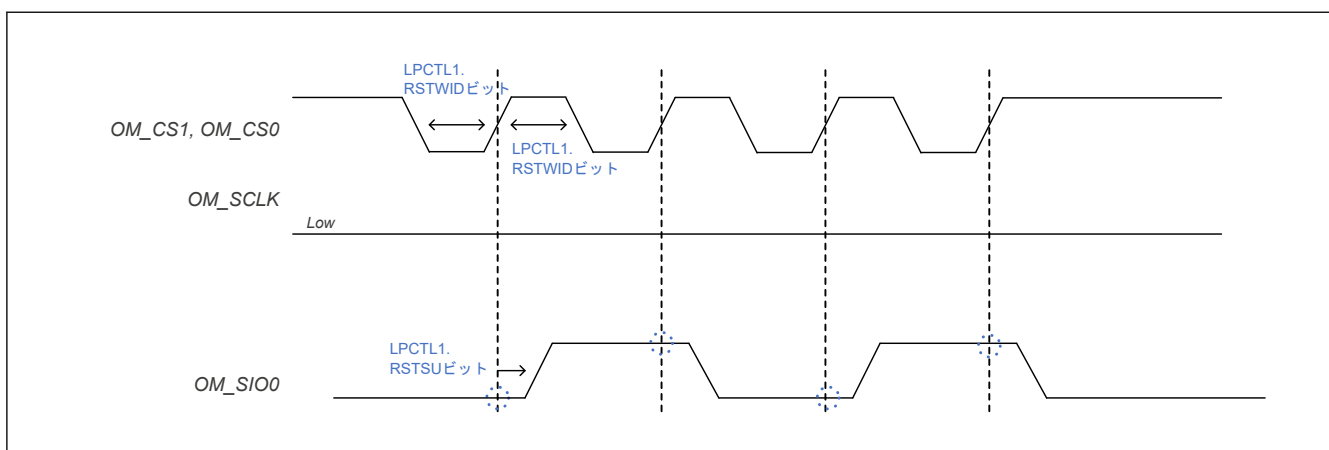 LPCTL1.
RSTWIDビット
OM_CS1, OM_CS0
LPCTL1.
RSTWIDビット
OM_SCLK
Low
LPCTL1.
RSTSUビット
OM_SIO0